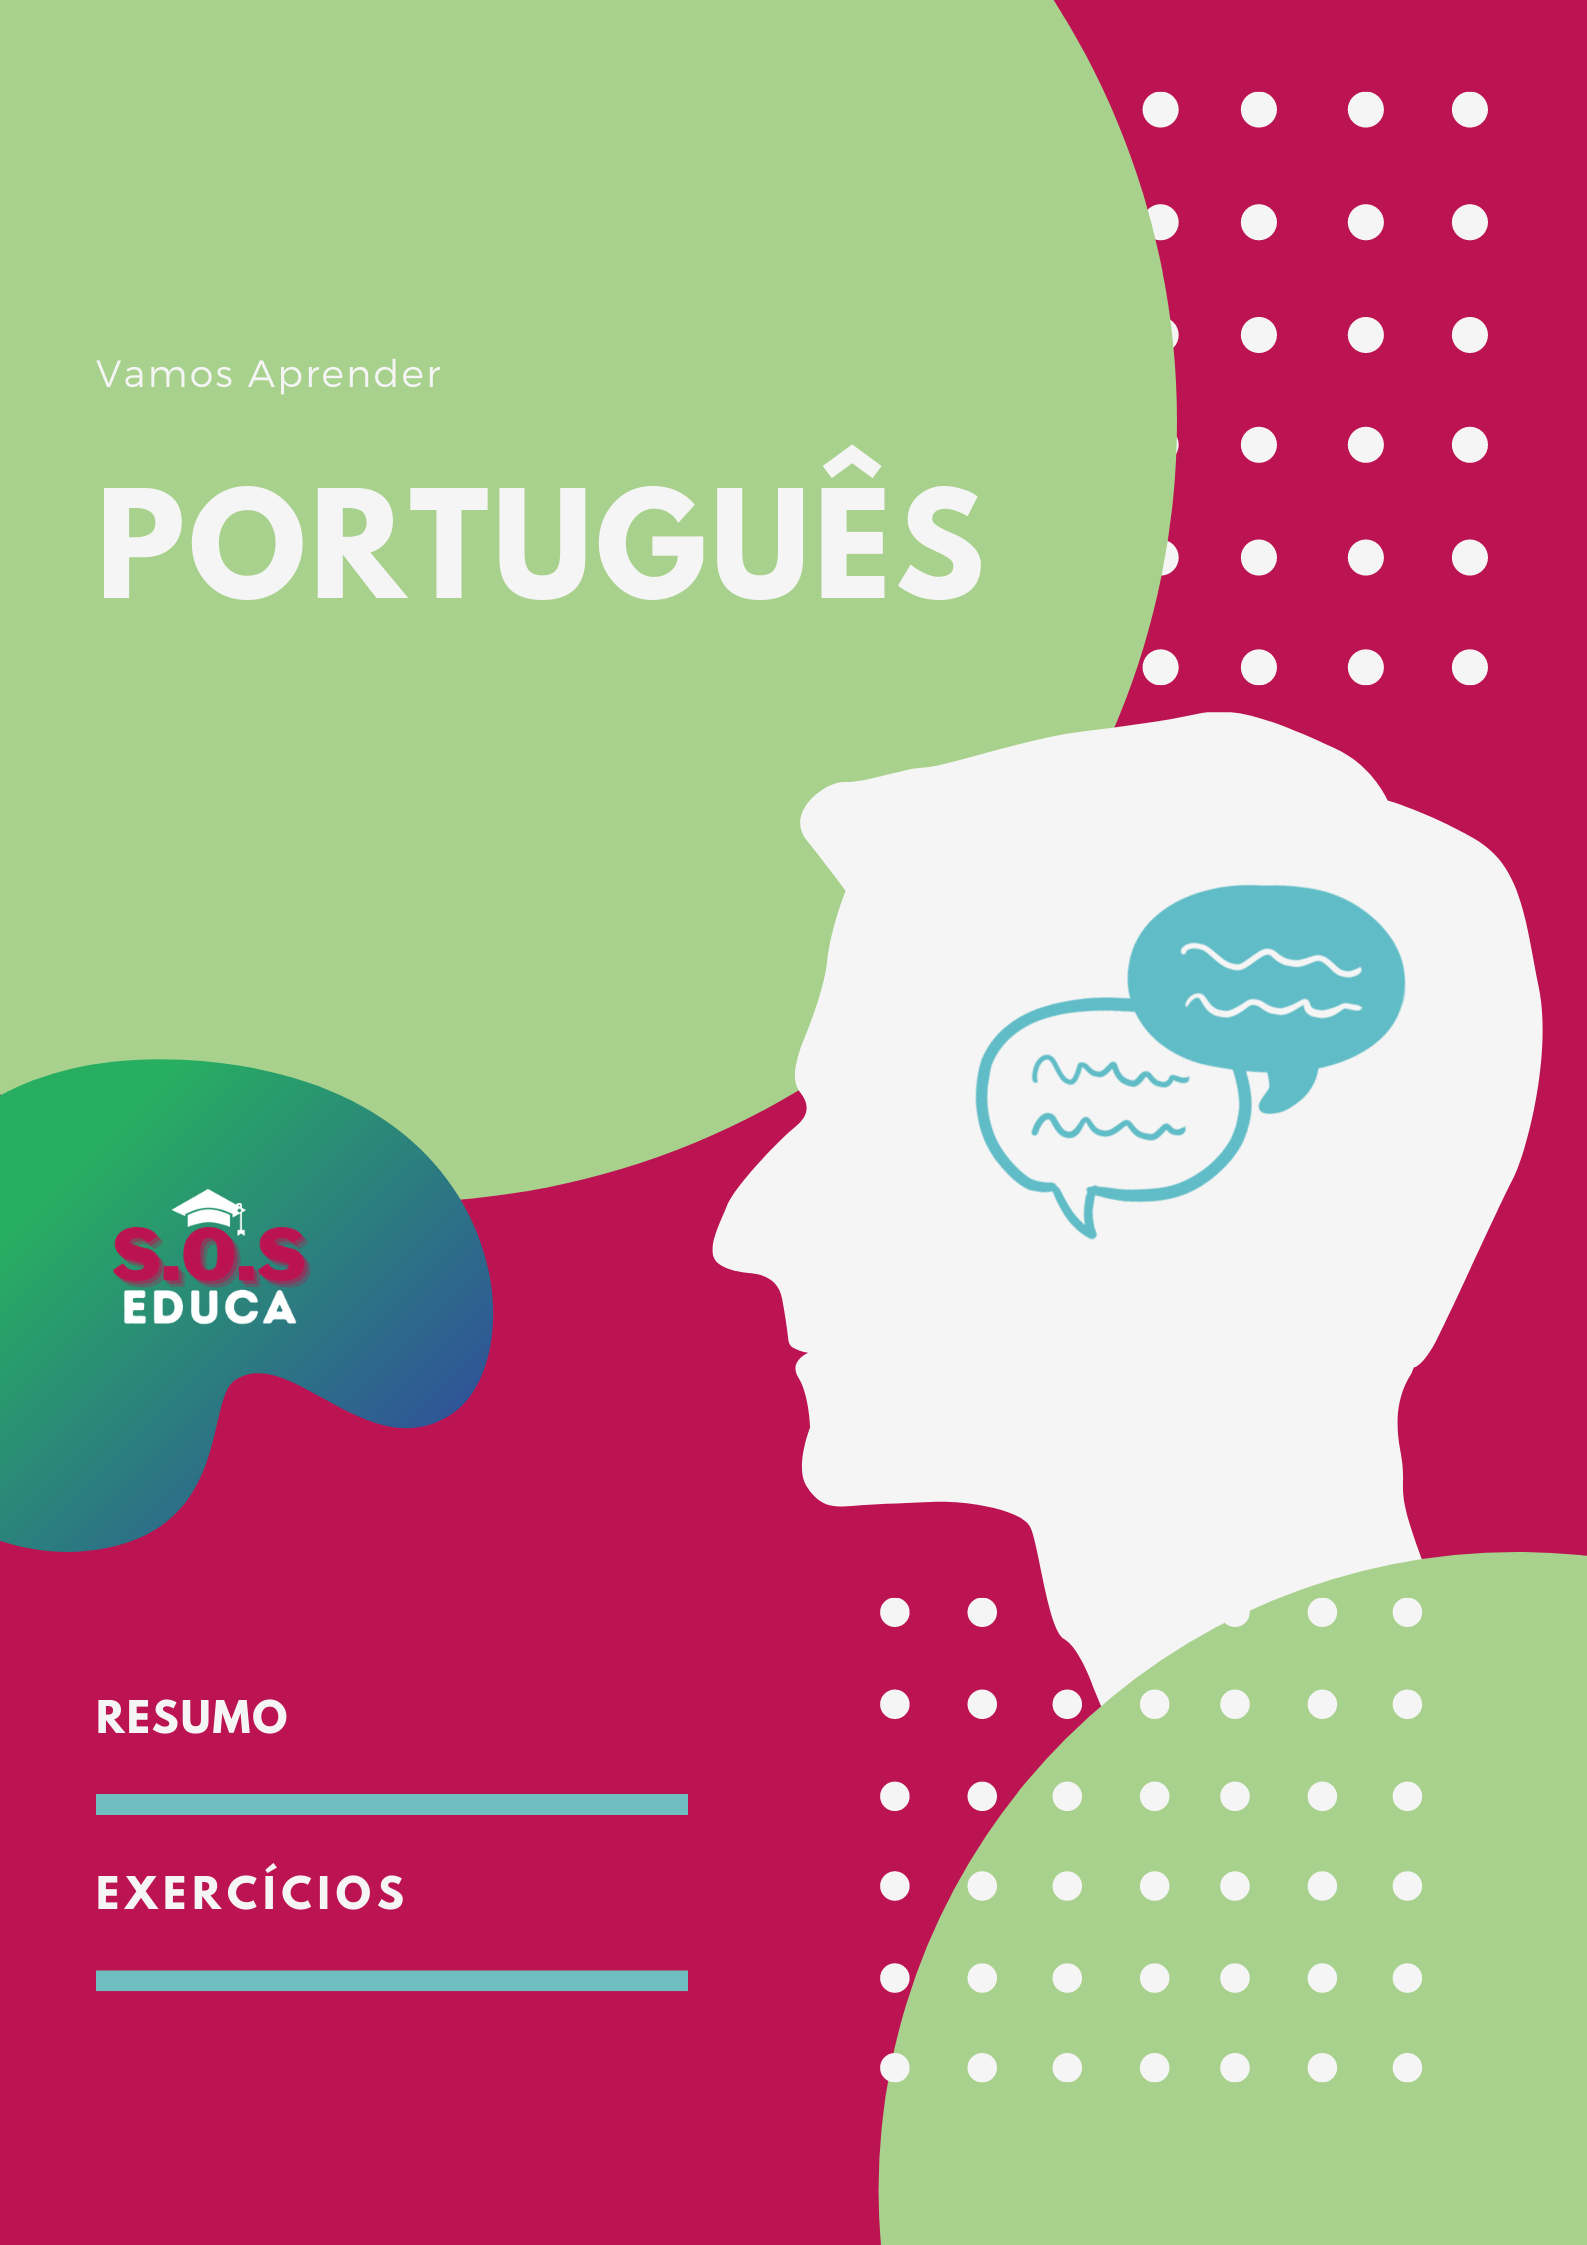 Vamos Aprender
PORTUGUÊS
S.O.S
EDUCA
RESUMO
EXERCÍCIOS